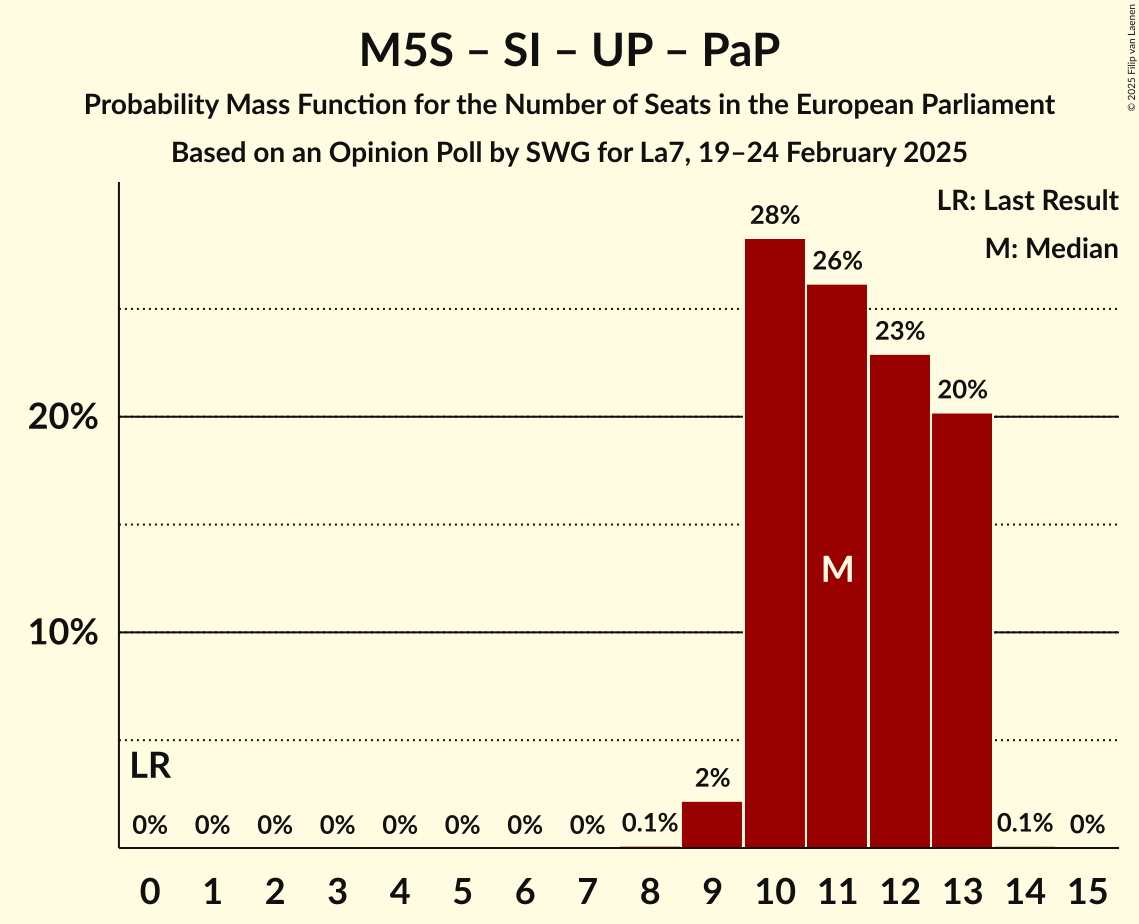 M5S – SI – UP – PaP
Probability Mass Function for the Number of Seats in the European Parliament
Based on an Opinion Poll by SWG for La7, 19–24 February 2025
© 2025 Filip van Laenen
LR: Last Result
M: Median
28%
26%
23%
20%
20%
M
10%
LR
2%
0% 0% 0% 0% 0% 0% 0% 0% 0.1% 0.1% 0%
0 1 2 3 4 5 6 7 8 9 10 11 12 13 14 15